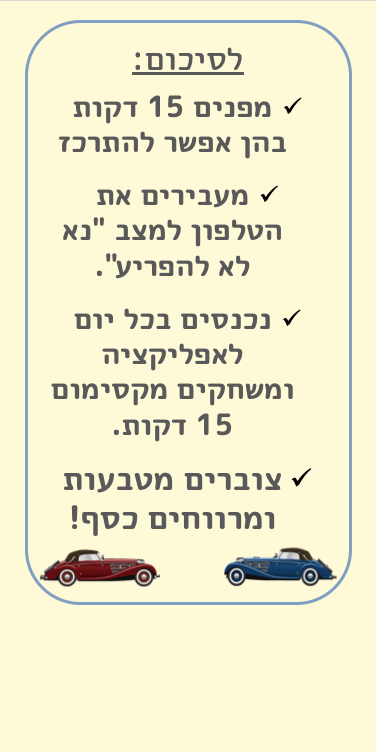 לסיכום:
✓ מפנים 15 דקות
בהן אפשר להתרכז
✓ מעבירים את
הטלפון למצב "נא
לא להפריע".
✓ נכנסים בכל יום
לאפליקציה
ומשחקים מקסימום
15 דקות.
✓ צוברים מטבעות
ומרווחים כסף!